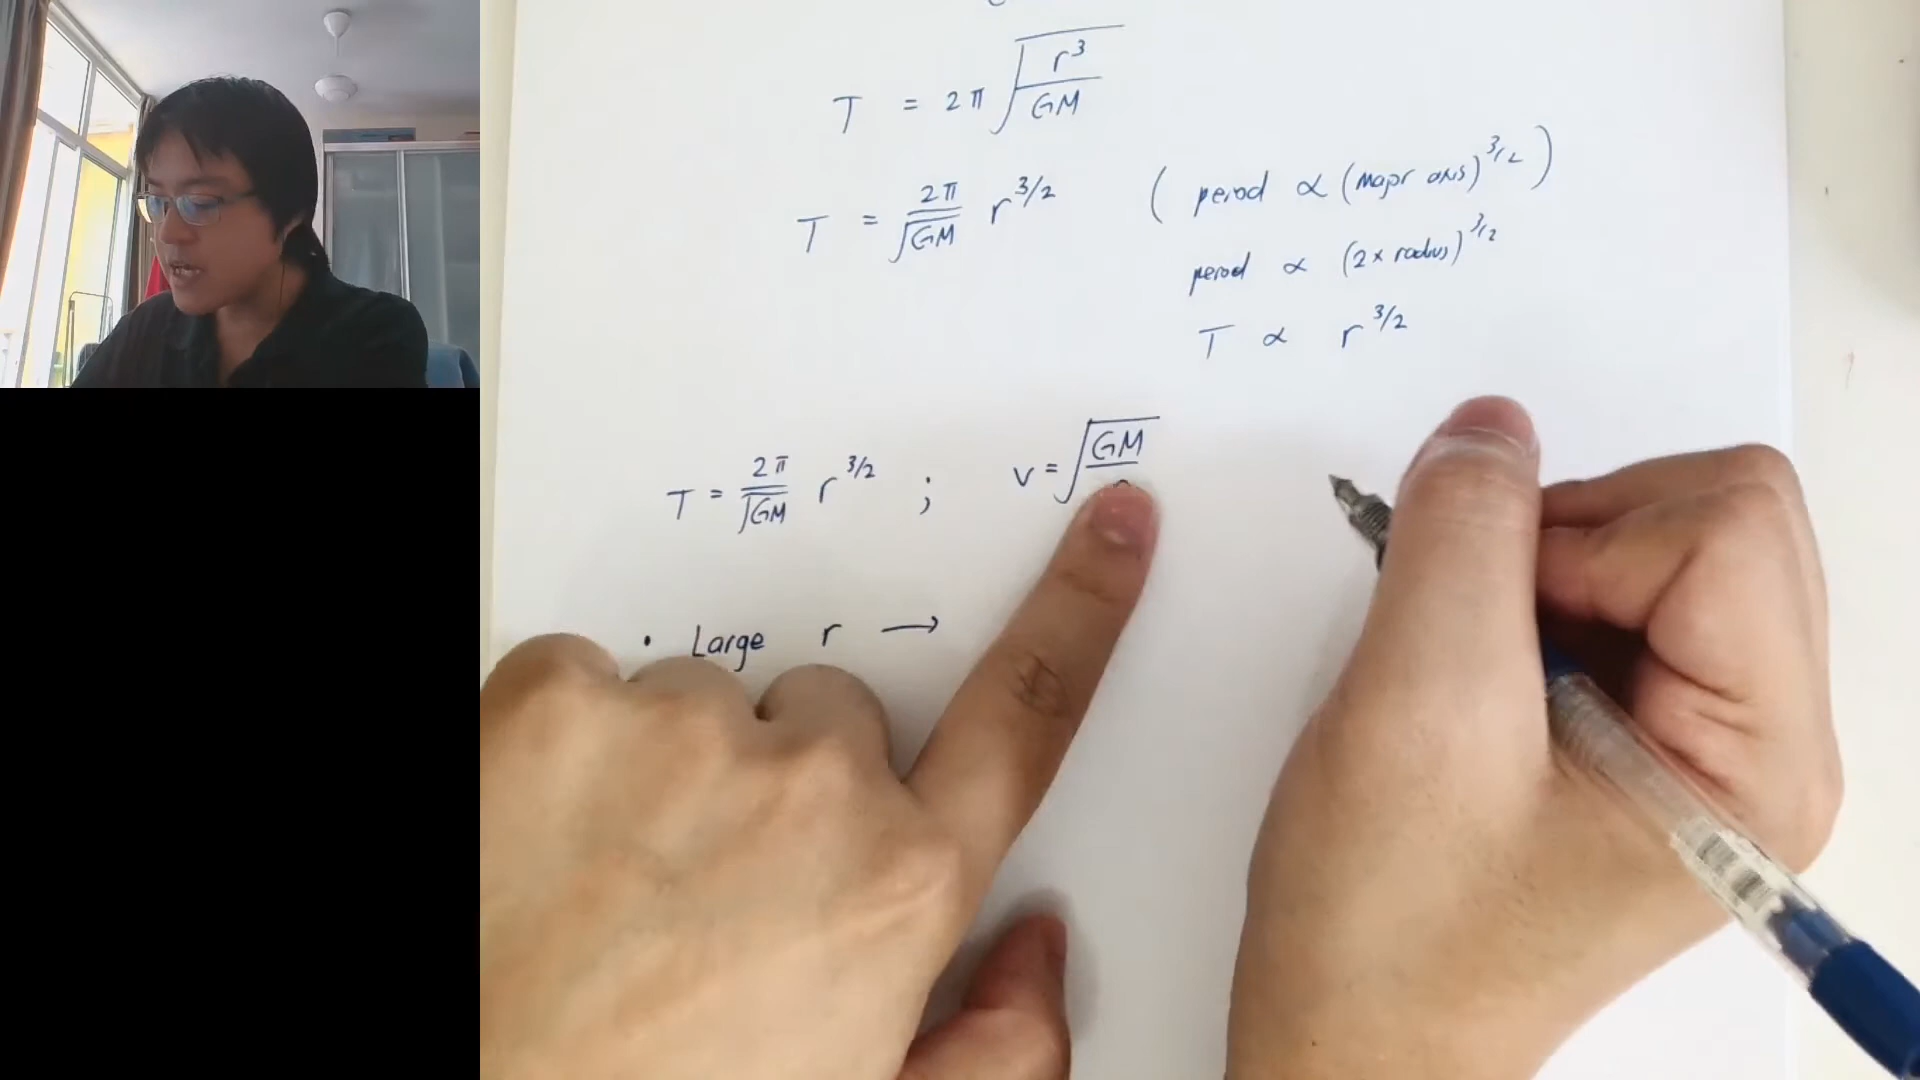 T = 2π √(r³/GM)
T = 2π/√GM r^3/2 ( period ∝ (major axis)^3/2 )
period ∝ (2 × radius)^3/2
T ∝ r^3/2
T = 2π/√GM r^3/2 ; v = √GM
• Large r →